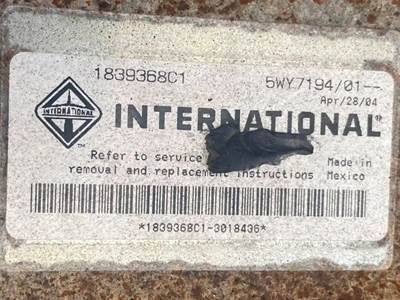 1839368C1 5WY7194/01--
Apr/28/04
INTERNATIONAL
INTERNATIONAL®
™
Refer to service Made in
removal and replacement instructions Mexico
*1839368C1-3018436*